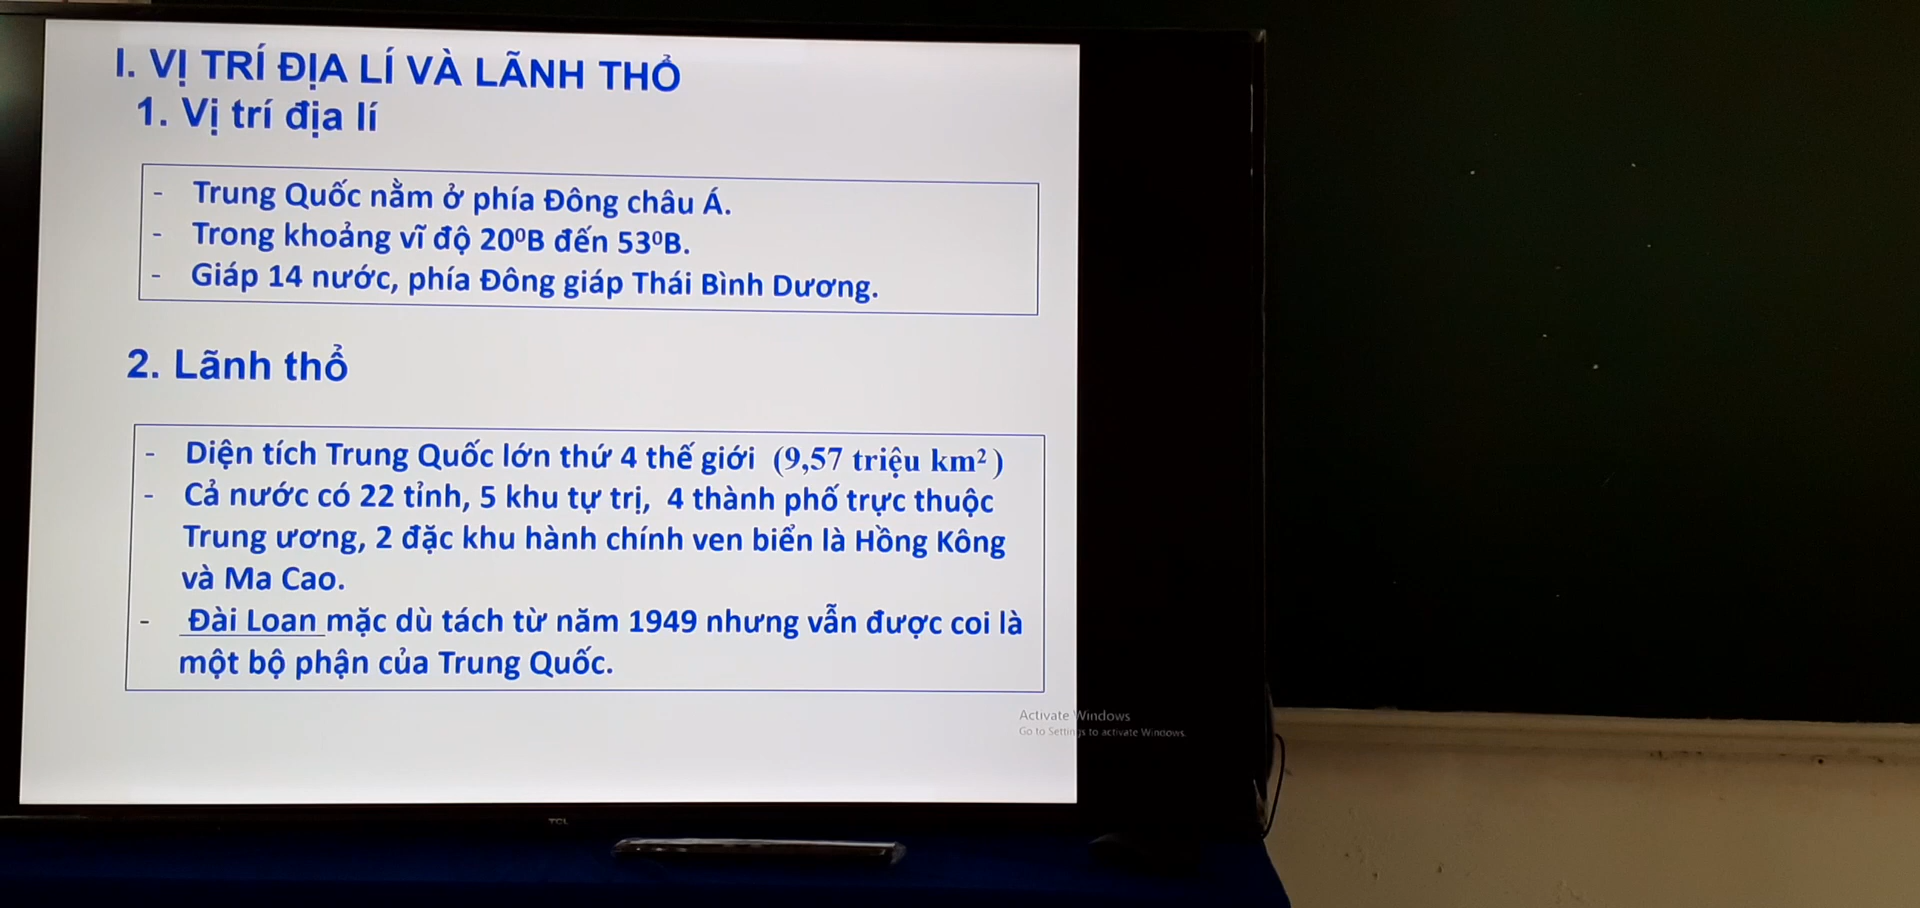 I. VỊ TRÍ ĐỊA LÍ VÀ LÃNH THỔ
1. Vị trí địa lí
- Trung Quốc nằm ở phía Đông châu Á.
- Trong khoảng vĩ độ 20⁰B đến 53⁰B.
- Giáp 14 nước, phía Đông giáp Thái Bình Dương.
2. Lãnh thổ
- Diện tích Trung Quốc lớn thứ 4 thế giới (9,57 triệu km² )
- Cả nước có 22 tỉnh, 5 khu tự trị, 4 thành phố trực thuộc
Trung ương, 2 đặc khu hành chính ven biển là Hồng Kông
và Ma Cao.
- Đài Loan mặc dù tách từ năm 1949 nhưng vẫn được coi là
một bộ phận của Trung Quốc.
Activate Windows
Go to Settings to activate Windows.
TCL